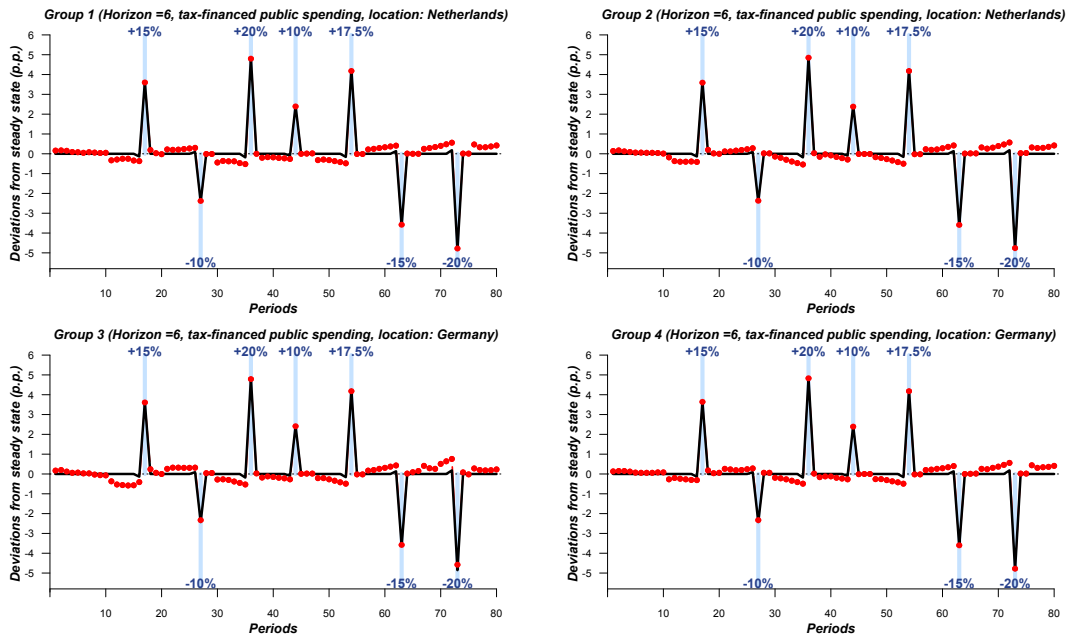 Group 1 (Horizon =6, tax-financed public spending, location: Netherlands)
+15% +20% +10% +17.5%
6
5
4
3
2
1
0
-1
-2
-3
-4
-5
Deviations from steady state (p.p.)
-10% -15% -20%
10 20 30 40 50 60 70 80
Periods
Group 2 (Horizon =6, tax-financed public spending, location: Netherlands)
+15% +20% +10% +17.5%
6
5
4
3
2
1
0
-1
-2
-3
-4
-5
Deviations from steady state (p.p.)
-10% -15% -20%
10 20 30 40 50 60 70 80
Periods
Group 3 (Horizon =6, tax-financed public spending, location: Germany)
+15% +20% +10% +17.5%
6
5
4
3
2
1
0
-1
-2
-3
-4
-5
Deviations from steady state (p.p.)
-10% -15% -20%
10 20 30 40 50 60 70 80
Periods
Group 4 (Horizon =6, tax-financed public spending, location: Germany)
+15% +20% +10% +17.5%
6
5
4
3
2
1
0
-1
-2
-3
-4
-5
Deviations from steady state (p.p.)
-10% -15% -20%
10 20 30 40 50 60 70 80
Periods